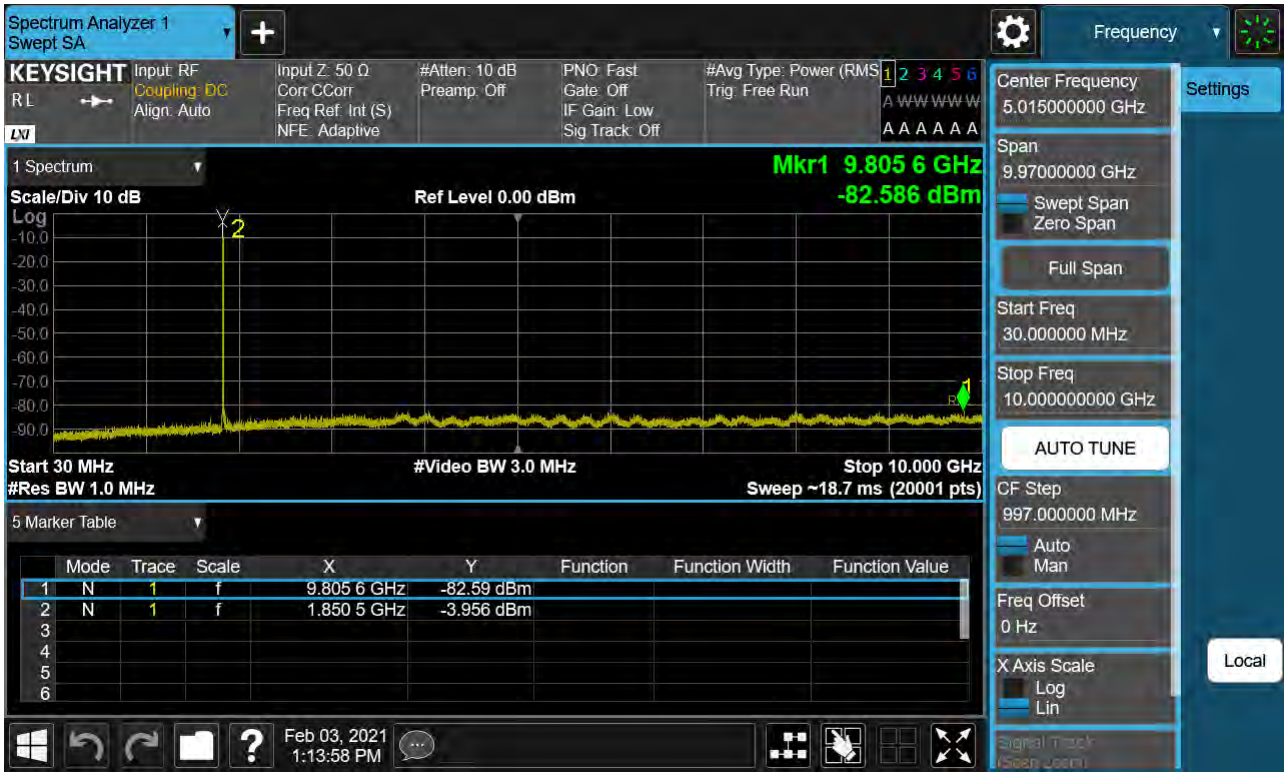 Spectrum Analyzer 1
Swept SA
+
Frequency
KEYSIGHT
RL
LXI
Input: RF
Coupling: DC
Align: Auto
Input Z: 50 Ω
Corr CCorr
Freq Ref: Int (S)
NFE: Adaptive
#Atten: 10 dB
Preamp: Off
PNO: Fast
Gate: Off
IF Gain: Low
Sig Track: Off
#Avg Type: Power (RMS
Trig: Free Run
1 2 3 4 5 6
A W W W W W
A A A A A A
1 Spectrum
Mkr1 9.805 6 GHz
Scale/Div 10 dB
Ref Level 0.00 dBm
-82.586 dBm
Log
2
-10.0
-20.0
-30.0
-40.0
-50.0
-60.0
-70.0
1
-80.0
-90.0
Start 30 MHz
#Video BW 3.0 MHz
Stop 10.000 GHz
#Res BW 1.0 MHz
Sweep ~18.7 ms (20001 pts)
5 Marker Table
Mode Trace Scale X Y Function Function Width Function Value
1 N 1 f 9.805 6 GHz -82.59 dBm
2 N 1 f 1.850 5 GHz -3.956 dBm
3
4
5
6
?
Feb 03, 2021
1:13:58 PM
Center Frequency
5.015000000 GHz
Settings
Span
9.97000000 GHz
Swept Span
Zero Span
Full Span
Start Freq
30.000000 MHz
Stop Freq
10.000000000 GHz
AUTO TUNE
CF Step
997.000000 MHz
Auto
Man
Freq Offset
0 Hz
X Axis Scale
Log
Lin
Local
Signal Track
(Span Zoom)